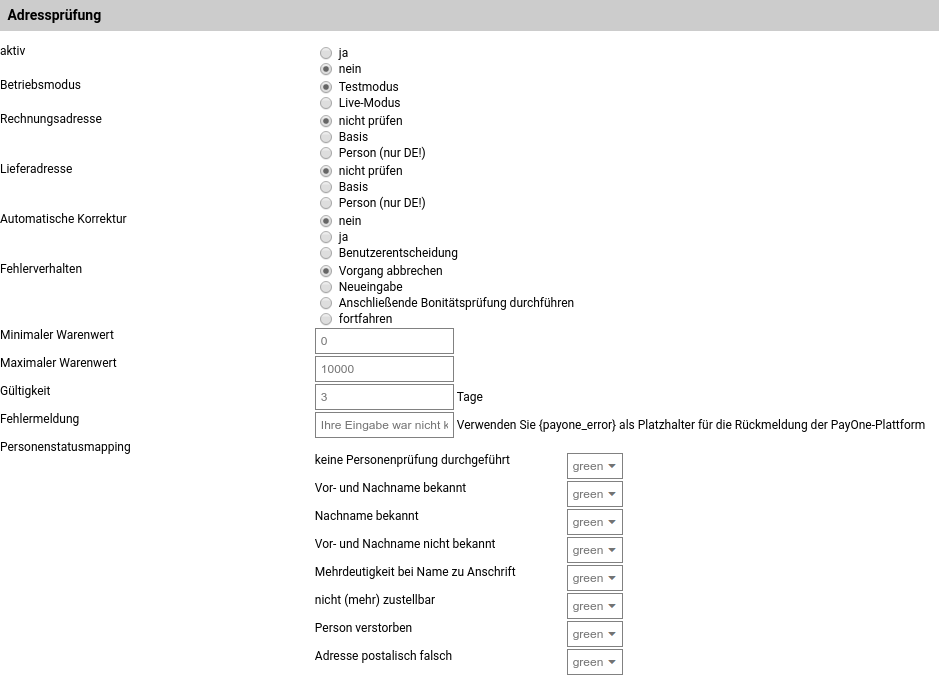 Adressprüfung
aktiv
ja
nein
Betriebsmodus
Testmodus
Live-Modus
Rechnungsadresse
nicht prüfen
Basis
Person (nur DE!)
Lieferadresse
nicht prüfen
Basis
Person (nur DE!)
Automatische Korrektur
nein
ja
Benutzerentscheidung
Fehlerverhalten
Vorgang abbrechen
Neueingabe
Anschließende Bonitätsprüfung durchführen
fortfahren
Minimaler Warenwert 0
Maximaler Warenwert 10000
Gültigkeit 3 Tage
Fehlermeldung Ihre Eingabe war nicht k Verwenden Sie {payone_error} als Platzhalter für die Rückmeldung der PayOne-Plattform
Personenstatusmapping
keine Personenprüfung durchgeführt green
Vor- und Nachname bekannt green
Nachname bekannt green
Vor- und Nachname nicht bekannt green
Mehrdeutigkeit bei Name zu Anschrift green
nicht (mehr) zustellbar green
Person verstorben green
Adresse postalisch falsch green